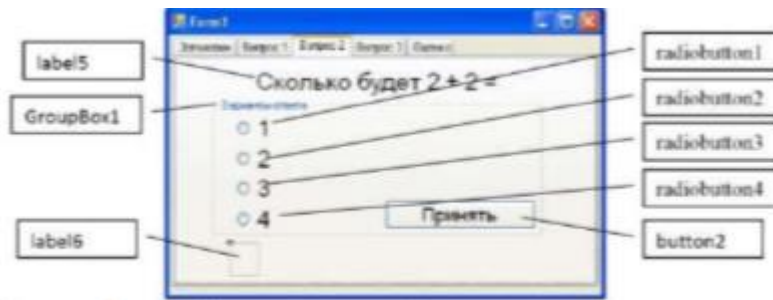 Form1
Вопрос 1 Вопрос 2 Вопрос 3 Оценка
label5
Сколько будет 2 + 2 =
radiobutton1
GroupBox1
Варианты ответа
radiobutton2
1
2
radiobutton3
3
radiobutton4
4
Принять
label6
button2